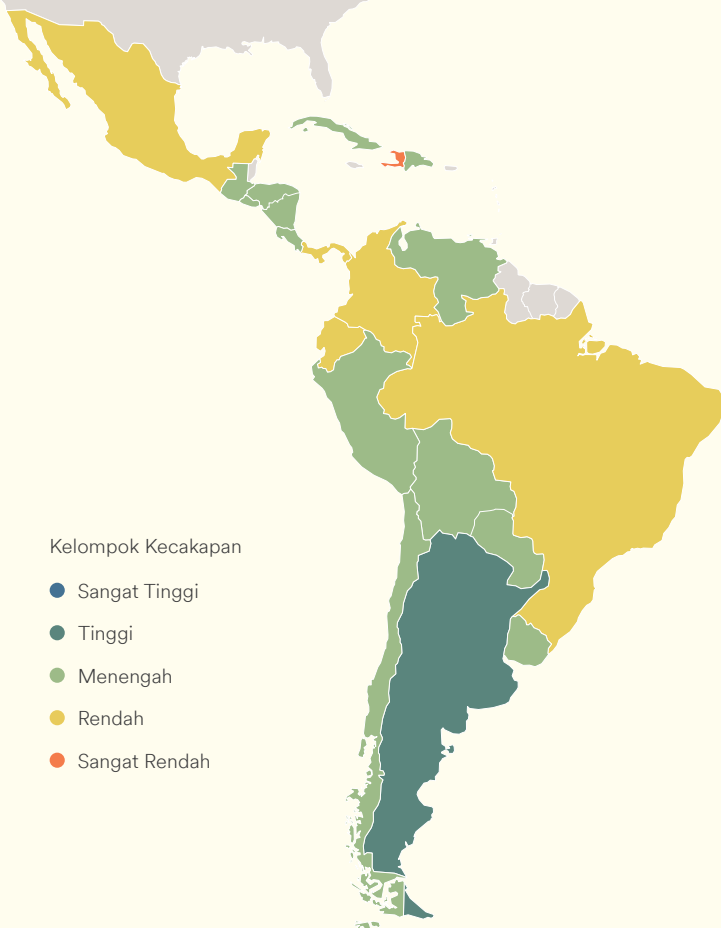 Kelompok Kecakapan
Sangat Tinggi
Tinggi
Menengah
Rendah
Sangat Rendah